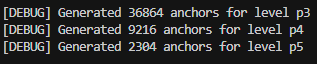 [DEBUG] Generated 36864 anchors for level p3
[DEBUG] Generated 9216 anchors for level p4
[DEBUG] Generated 2304 anchors for level p5